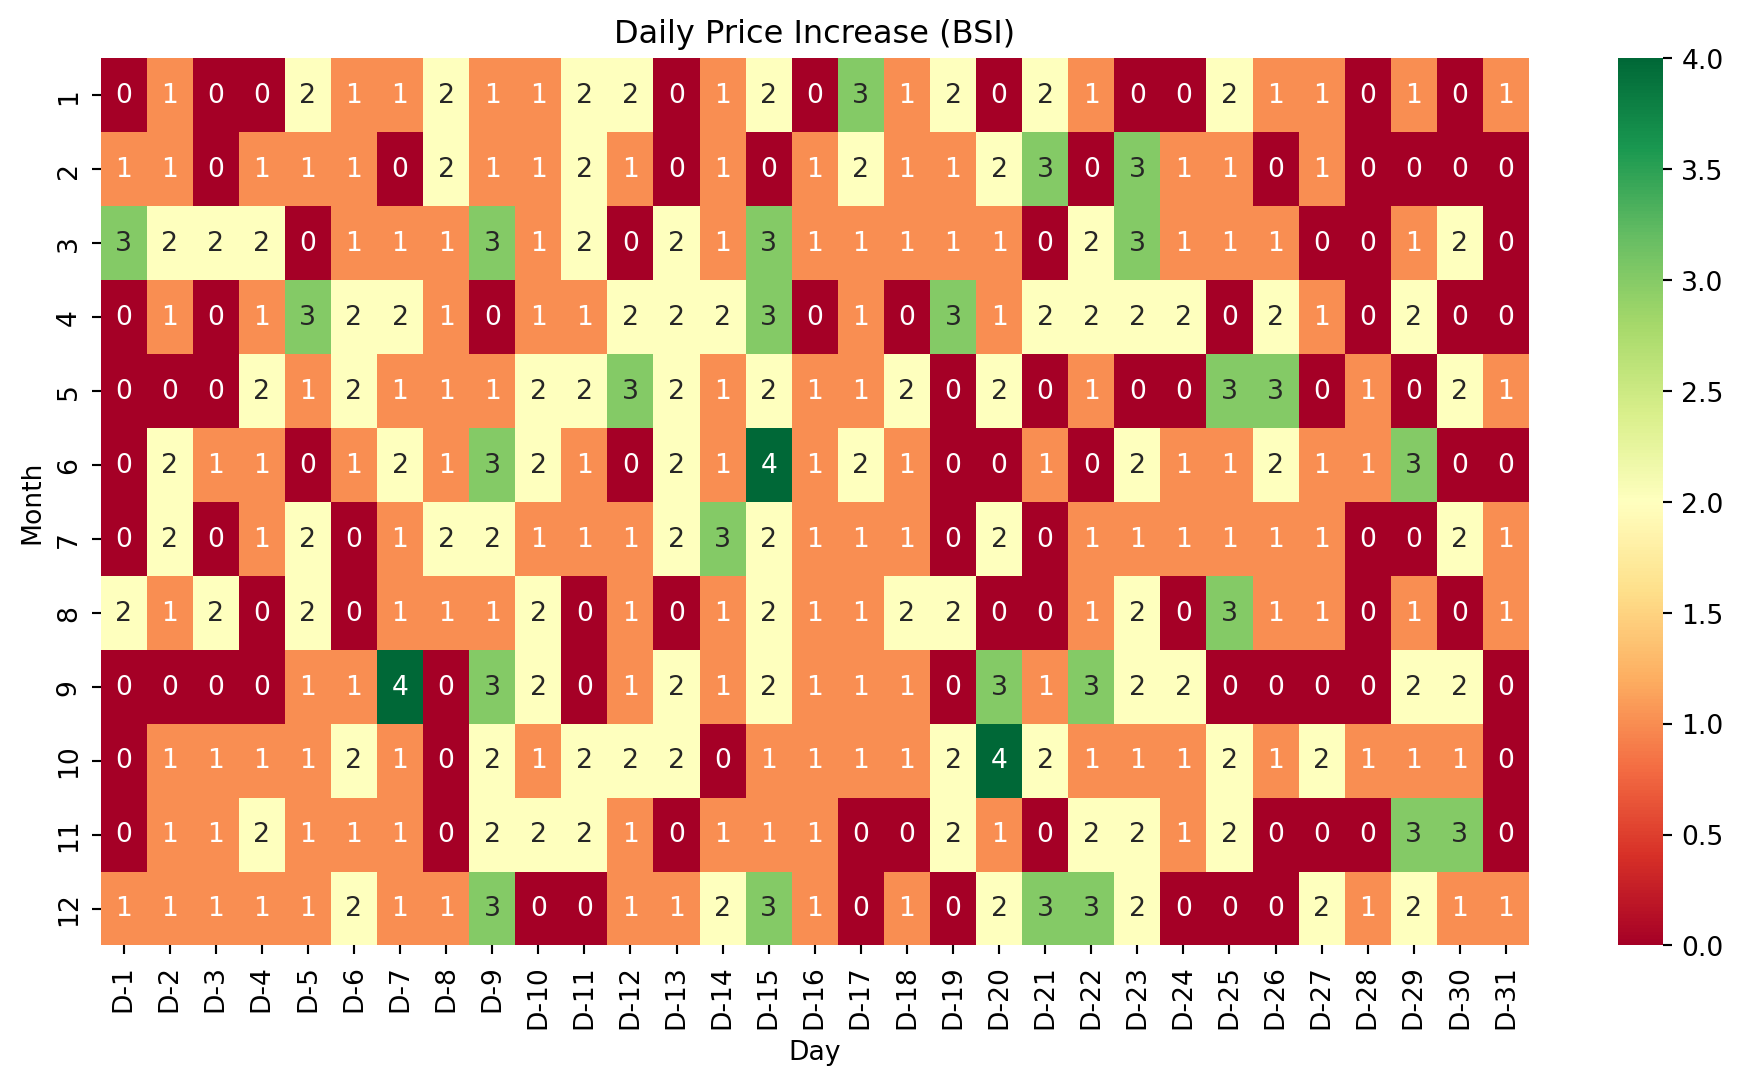 Daily Price Increase (BSI)
1 0 1 0 0 2 1 1 2 1 1 2 2 0 1 2 0 3 1 2 0 2 1 0 0 2 1 1 0 1 0 1
2 1 1 0 1 1 1 0 2 1 1 2 1 0 1 0 1 2 1 1 2 3 0 3 1 1 0 1 0 0 0 0
3 3 2 2 2 0 1 1 1 3 1 2 0 2 1 3 1 1 1 1 1 0 2 3 1 1 1 0 0 1 2 0
4 0 1 0 1 3 2 2 1 0 1 1 2 2 2 3 0 1 0 3 1 2 2 2 2 0 2 1 0 2 0 0
5 0 0 0 2 1 2 1 1 1 2 2 3 2 1 2 1 1 2 0 2 0 1 0 0 3 3 0 1 0 2 1
6 0 2 1 1 0 1 2 1 3 2 1 0 2 1 4 1 2 1 0 0 1 0 2 1 1 2 1 1 3 0 0
7 0 2 0 1 2 0 1 2 2 1 1 1 2 3 2 1 1 1 0 2 0 1 1 1 1 1 1 0 0 2 1
8 2 1 2 0 2 0 1 1 1 2 0 1 0 1 2 1 1 2 2 0 0 1 2 0 3 1 1 0 1 0 1
9 0 0 0 0 1 1 4 0 3 2 0 1 2 1 2 1 1 1 0 3 1 3 2 2 0 0 0 0 2 2 0
10 0 1 1 1 1 2 1 0 2 1 2 2 2 0 1 1 1 1 2 4 2 1 1 1 2 1 2 1 1 1 0
11 0 1 1 2 1 1 1 0 2 2 2 1 0 1 1 1 0 0 2 1 0 2 2 1 2 0 0 0 3 3 0
12 1 1 1 1 1 2 1 1 3 0 0 1 1 2 3 1 0 1 0 2 3 3 2 0 0 0 2 1 2 1 1
Month
D-1 D-2 D-3 D-4 D-5 D-6 D-7 D-8 D-9 D-10 D-11 D-12 D-13 D-14 D-15 D-16 D-17 D-18 D-19 D-20 D-21 D-22 D-23 D-24 D-25 D-26 D-27 D-28 D-29 D-30 D-31
Day
4.0
3.5
3.0
2.5
2.0
1.5
1.0
0.5
0.0